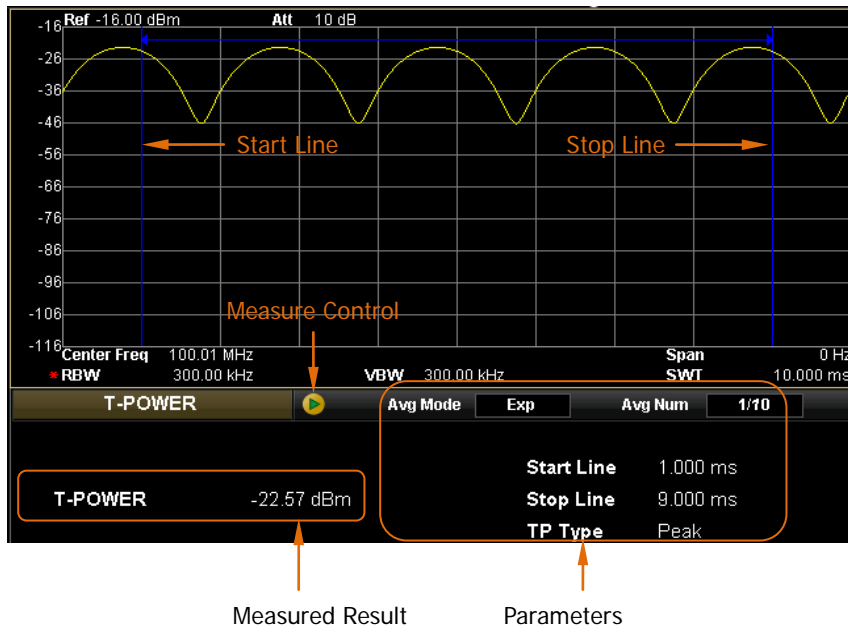 Ref -16.00 dBm Att 10 dB
-16
-26
-36
-46
Start Line Stop Line
-56
-66
-76
-86
-96
-106
Measure Control
-116
Center Freq 100.01 MHz Span 0 Hz
*RBW 300.00 kHz VBW 300.00 kHz SWT 10.000 ms
T-POWER Avg Mode Exp Avg Num 1/10
Start Line 1.000 ms
T-POWER -22.57 dBm Stop Line 9.000 ms
TP Type Peak
Measured Result Parameters